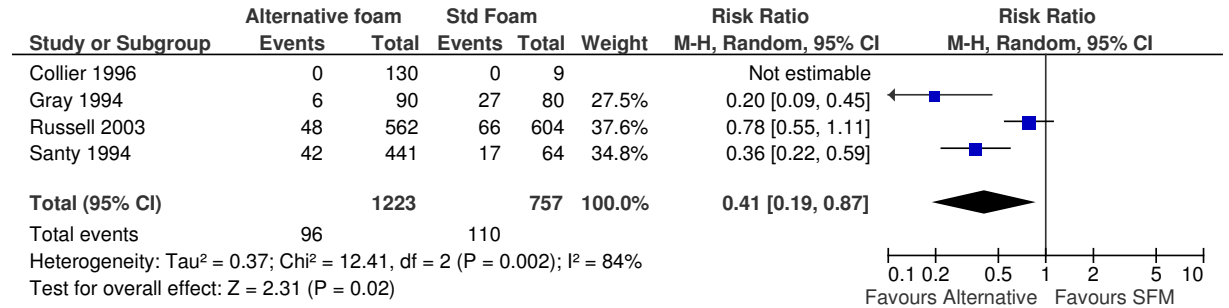 Alternative foam Std Foam Risk Ratio Risk Ratio
Study or Subgroup Events Total Events Total Weight M-H, Random, 95% CI M-H, Random, 95% CI
Collier 1996 0 130 0 9 Not estimable
Gray 1994 6 90 27 80 27.5% 0.20 [0.09, 0.45]
Russell 2003 48 562 66 604 37.6% 0.78 [0.55, 1.11]
Santy 1994 42 441 17 64 34.8% 0.36 [0.22, 0.59]
Total (95% CI) 1223 757 100.0% 0.41 [0.19, 0.87]
Total events 96 110
Heterogeneity: Tau² = 0.37; Chi² = 12.41, df = 2 (P = 0.002); I² = 84%
Test for overall effect: Z = 2.31 (P = 0.02)
0.1 0.2 0.5 1 2 5 10
Favours Alternative Favours SFM